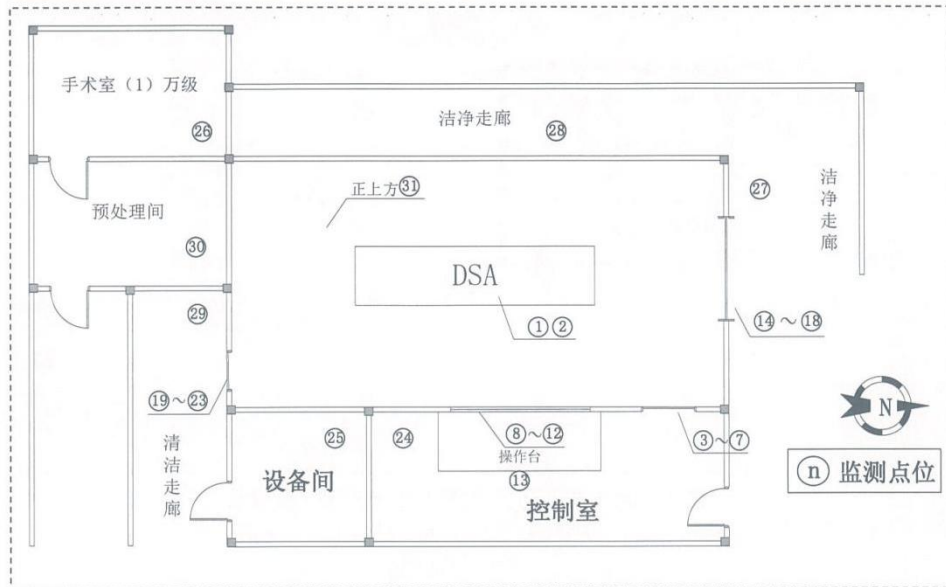 手术室（1）万级
㉖
洁净走廊
㉘
㉗
洁净走廊
正上方㉛
预处理间
㉚
DSA
①②
㉙
⑭～⑱
⑲～㉓
N
清洁走廊
㉕
㉔
⑧～⑫
③～⑦
操作台
⑬
设备间
控制室
ⓝ 监测点位